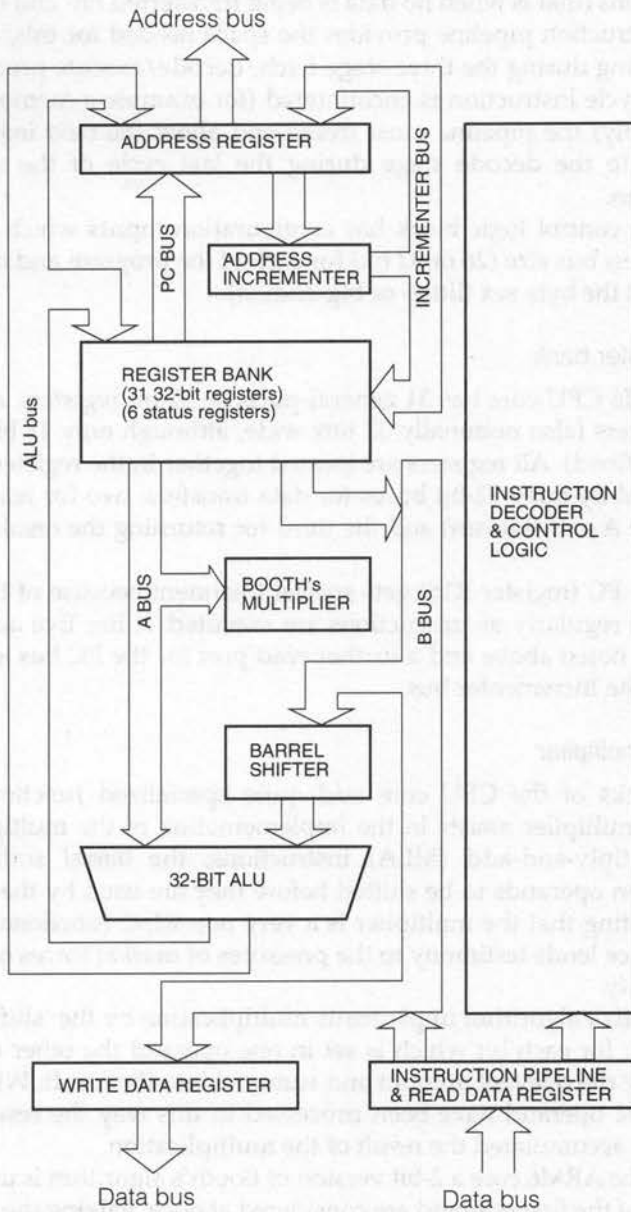 Address bus
ADDRESS REGISTER
PC BUS
INCREMENTER BUS
ADDRESS
INCREMENTER
ALU bus
REGISTER BANK
(31 32-bit registers)
(6 status registers)
INSTRUCTION
DECODER
& CONTROL
LOGIC
A BUS
BOOTH's
MULTIPLIER
B BUS
BARREL
SHIFTER
32-BIT ALU
WRITE DATA REGISTER
INSTRUCTION PIPELINE
& READ DATA REGISTER
Data bus
Data bus